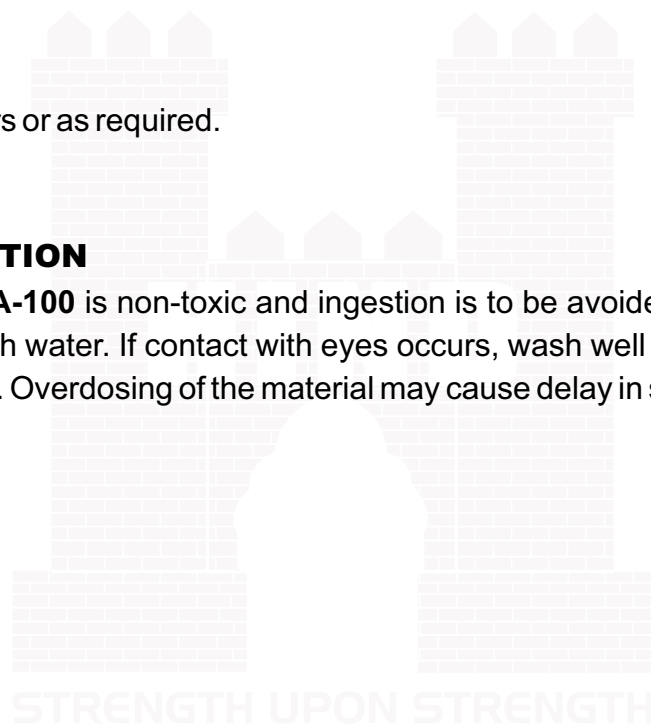 rs or as required.
TION
A-100 is non-toxic and ingestion is to be avoide
h water. If contact with eyes occurs, wash well
. Overdosing of the material may cause delay in s
STRENGTH UPON STRENGTH